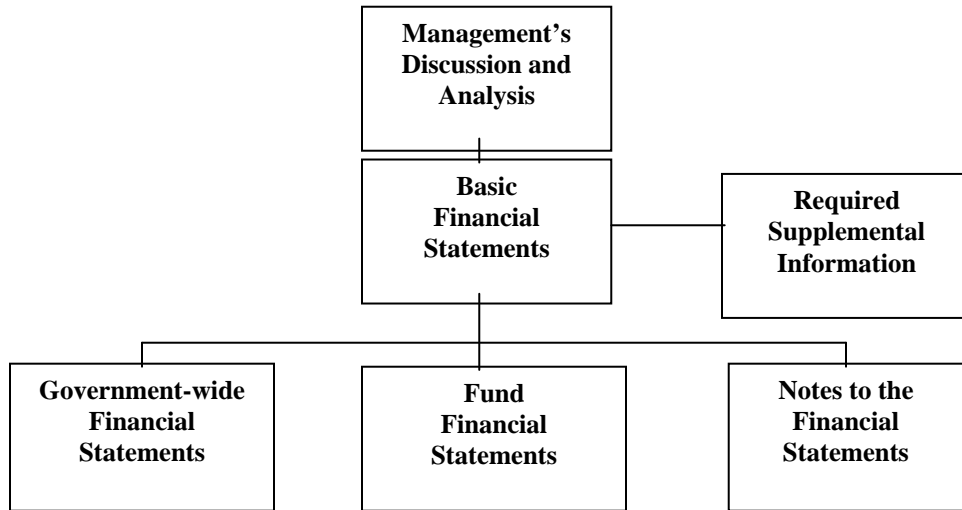 Management’s
Discussion and
Analysis
Basic
Financial
Statements
Required
Supplemental
Information
Government-wide
Financial
Statements
Fund
Financial
Statements
Notes to the
Financial
Statements